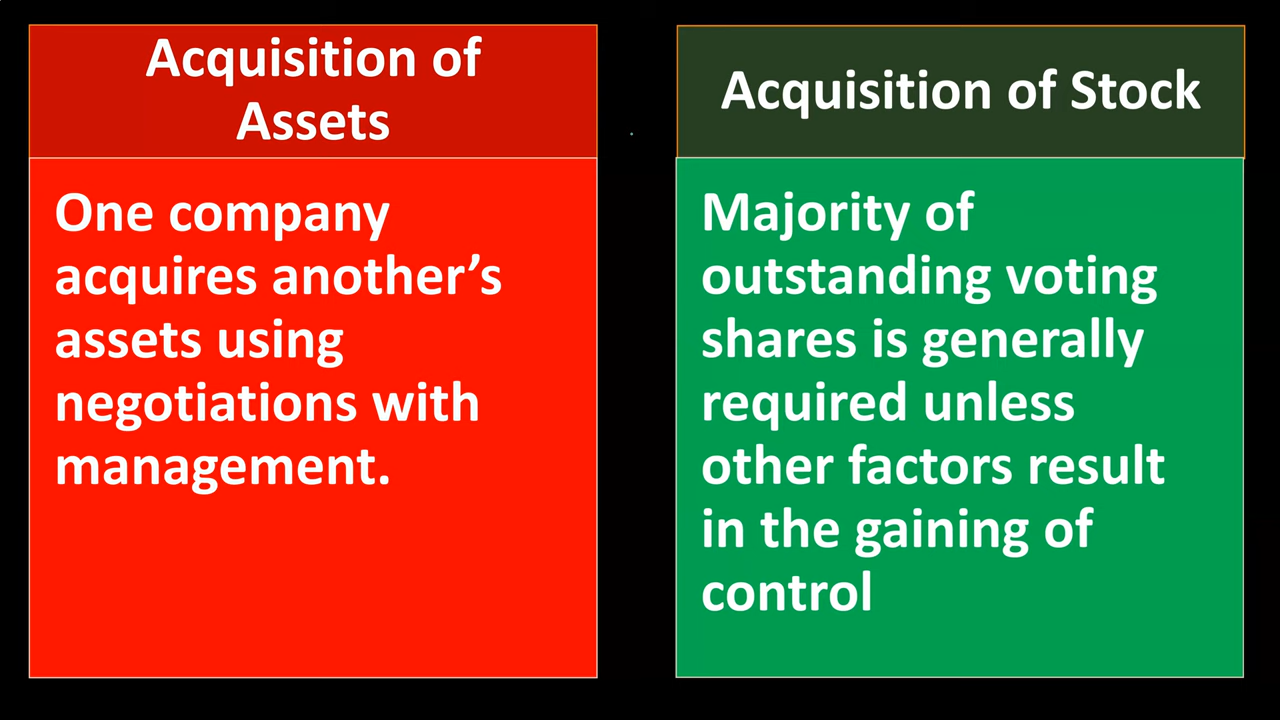 Acquisition of
Assets
One company
acquires another’s
assets using
negotiations with
management.
Acquisition of Stock
Majority of
outstanding voting
shares is generally
required unless
other factors result
in the gaining of
control